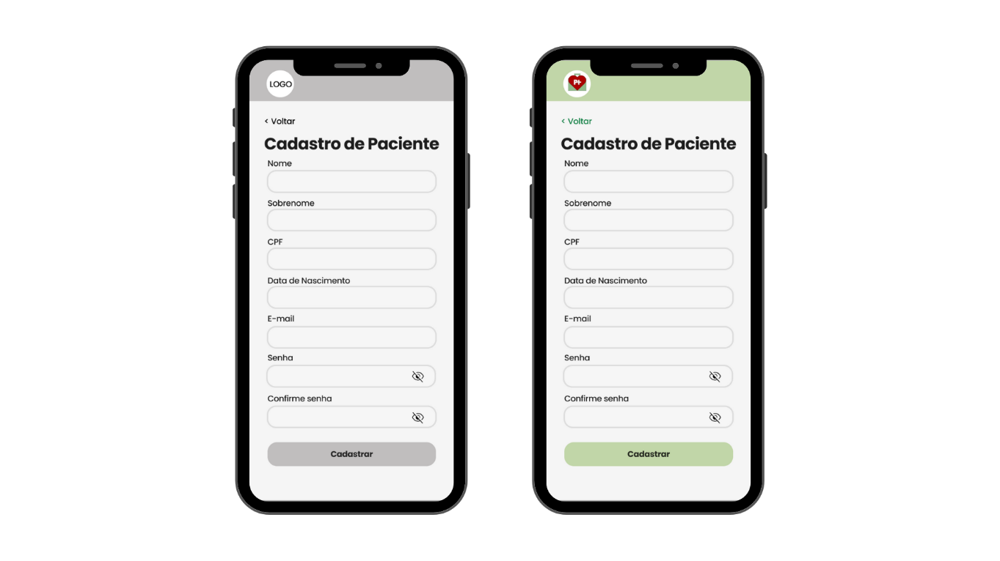 LOGO
< Voltar
Cadastro de Paciente
Nome
Sobrenome
CPF
Data de Nascimento
E-mail
Senha
Confirme senha
Cadastrar
P+
< Voltar
Cadastro de Paciente
Nome
Sobrenome
CPF
Data de Nascimento
E-mail
Senha
Confirme senha
Cadastrar